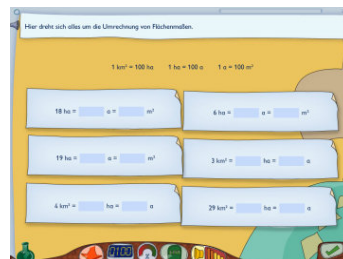 Hier dreht sich alles um die Umrechnung von Flächenmaßen.
1 km² = 100 ha 1 ha = 100 a 1 a = 100 m²
18 ha = a = m²
6 ha = a = m²
19 ha = a = m²
3 km² = ha = a
4 km² = ha = a
29 km² = ha = a
0100